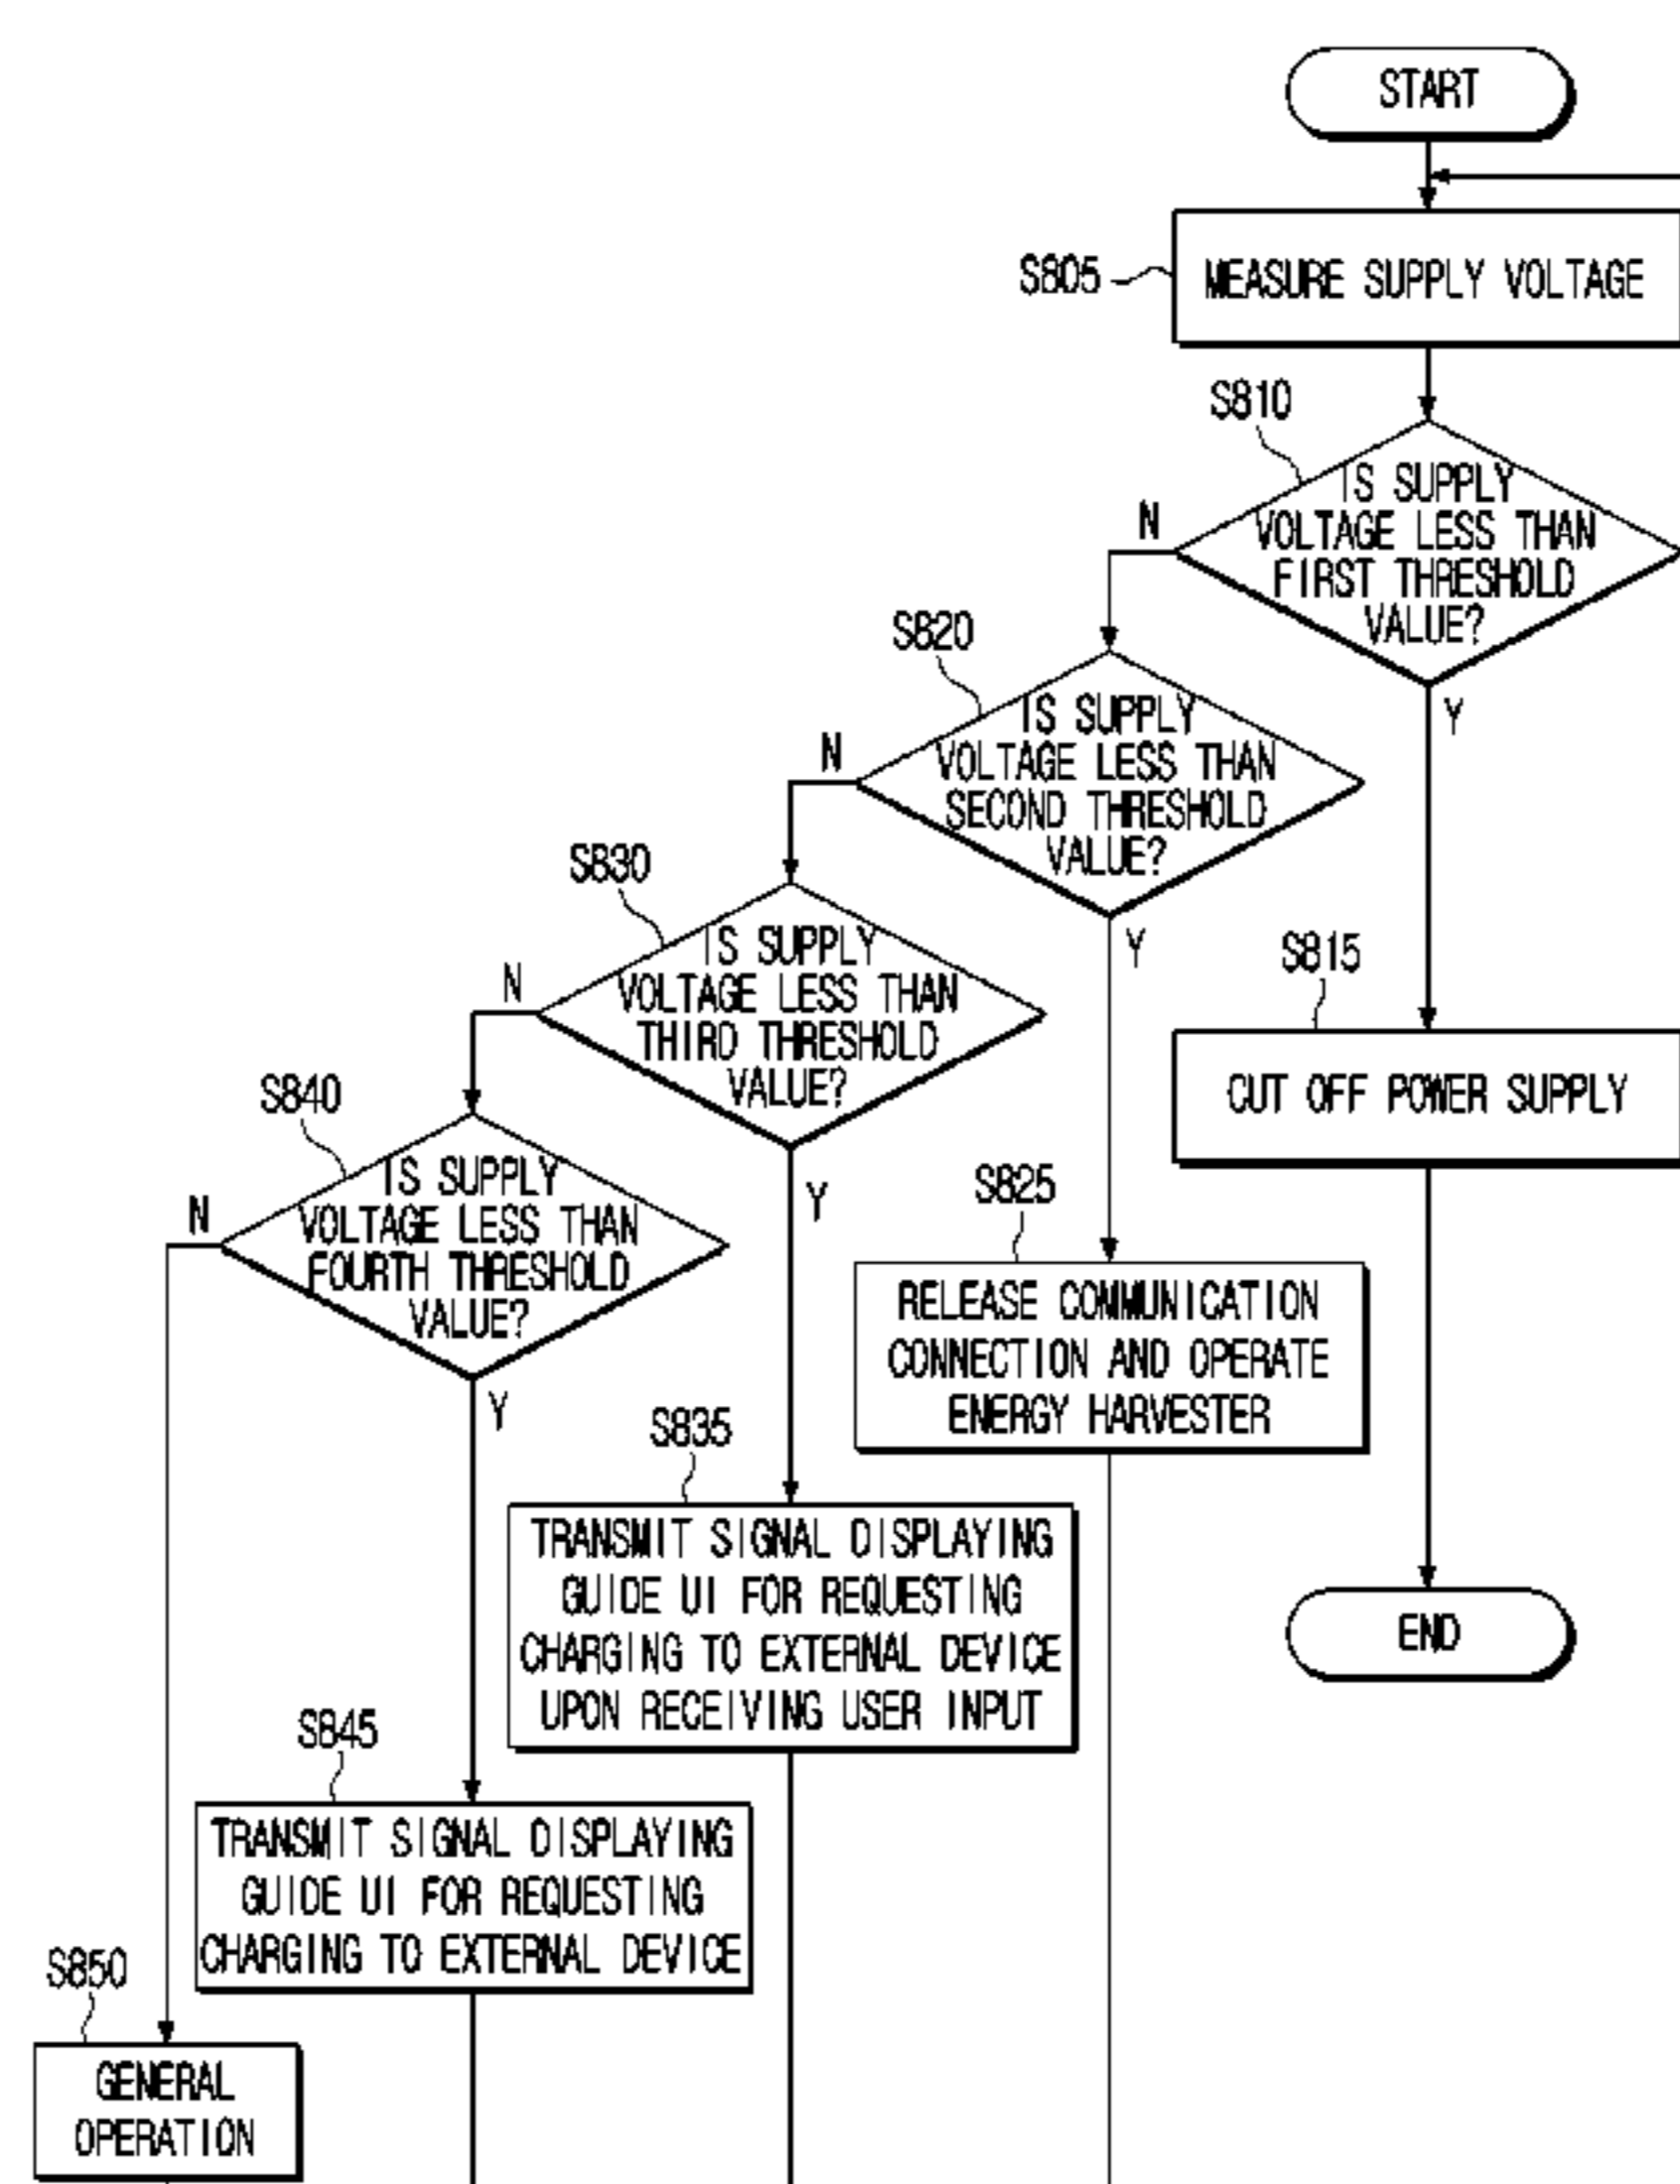 START
S805
MEASURE SUPPLY VOLTAGE
S810
IS SUPPLY
VOLTAGE LESS THAN
FIRST THRESHOLD
VALUE?
N
Y
S815
CUT OFF POWER SUPPLY
END
S820
IS SUPPLY
VOLTAGE LESS THAN
SECOND THRESHOLD
VALUE?
N
Y
S825
RELEASE COMMUNICATION
CONNECTION AND OPERATE
ENERGY HARVESTER
S830
IS SUPPLY
VOLTAGE LESS THAN
THIRD THRESHOLD
VALUE?
N
Y
S835
TRANSMIT SIGNAL DISPLAYING
GUIDE UI FOR REQUESTING
CHARGING TO EXTERNAL DEVICE
UPON RECEIVING USER INPUT
S840
IS SUPPLY
VOLTAGE LESS THAN
FOURTH THRESHOLD
VALUE?
N
Y
S845
TRANSMIT SIGNAL DISPLAYING
GUIDE UI FOR REQUESTING
CHARGING TO EXTERNAL DEVICE
S850
GENERAL
OPERATION